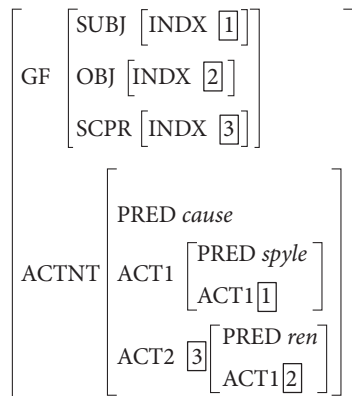 SUBJ [INDX 1]
GF OBJ [INDX 2]
SCPR [INDX 3]
PRED cause
PRED spyle
ACTNT ACT1
ACT1 1
PRED ren
ACT2 3
ACT1 2